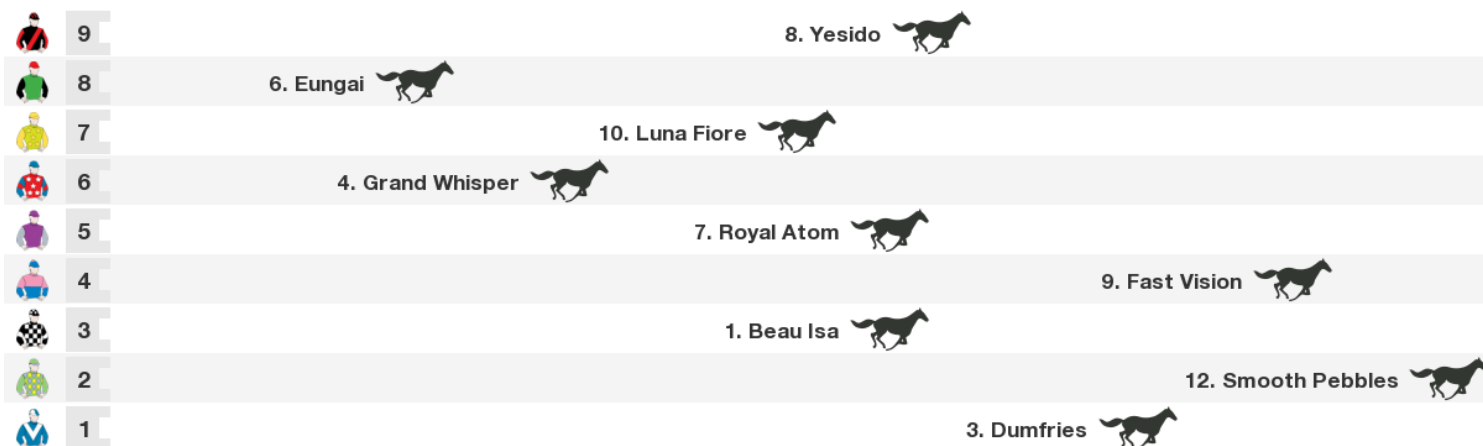 9 8. Yesido
8 6. Eungai
7 10. Luna Fiore
6 4. Grand Whisper
5 7. Royal Atom
4 9. Fast Vision
3 1. Beau Isa
2 12. Smooth Pebbles
1 3. Dumfries